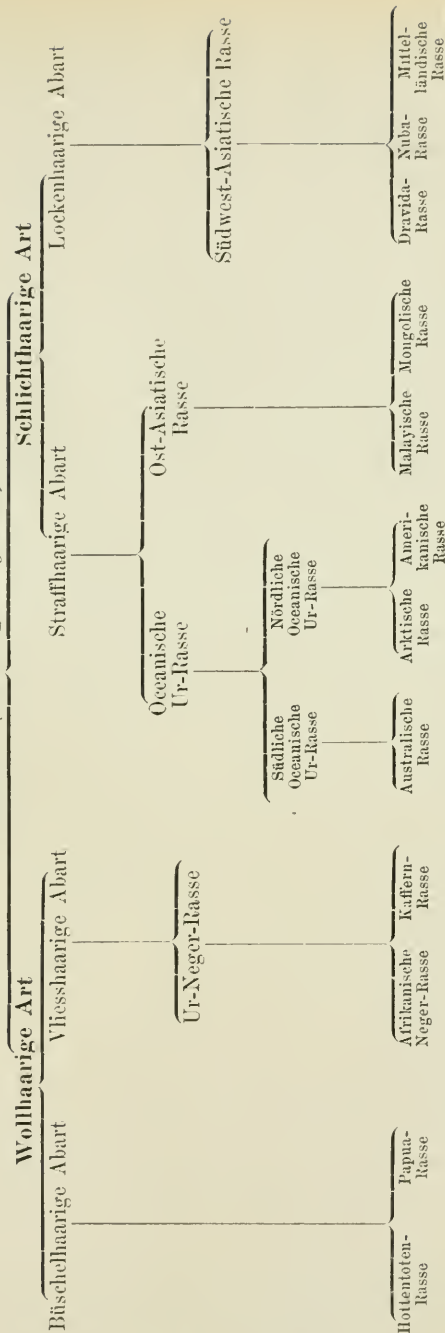 Wollhaarige Art
Schlichthaarige Art
Büschelhaarige Abart
Vliesshaarige Abart
Straffhaarige Abart
Lockenhaarige Abart
Ur-Neger-Rasse
Oceanische
Ur-Rasse
Ost-Asiatische
Rasse
Südwest-Asiatische Rasse
Südliche
Oceanische
Ur-Rasse
Nördliche
Oceanische
Ur-Rasse
Hottentoten-
Rasse
Papua-
Rasse
Afrikanische
Neger-Rasse
Kaffern-
Rasse
Australische
Rasse
Arktische
Rasse
Ameri-
kanische
Rasse
Malayische
Rasse
Mongolische
Rasse
Dravida-
Rasse
Nuba-
Rasse
Mittel-
ländische
Rasse